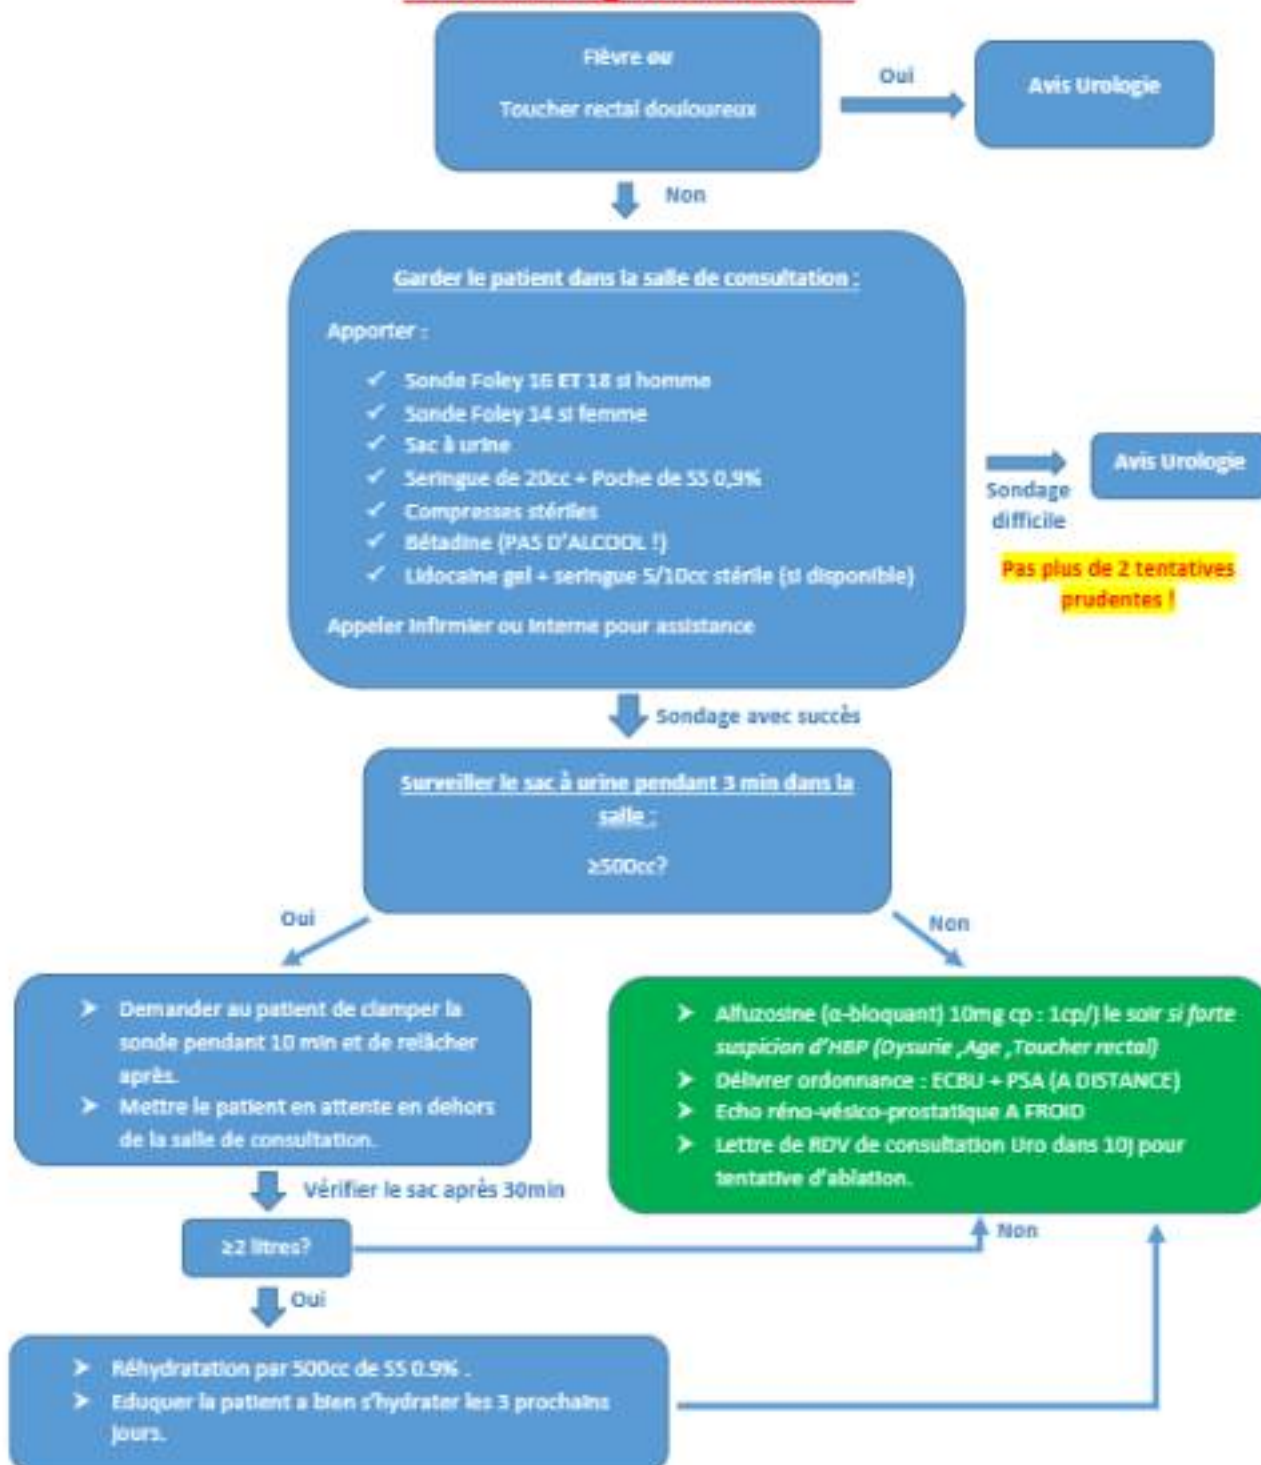 Fièvre ou
Toucher rectal douloureux
Oui
Avis Urologie
Non
Garder le patient dans la salle de consultation :
Apporter :
✓ Sonde Foley 16 ET 18 si homme
✓ Sonde Foley 14 si femme
✓ Sac à urine
✓ Seringue de 20cc + Poche de SS 0,9%
✓ Compresses stériles
✓ Bétadine (PAS D'ALCOOL !)
✓ Lidocaine gel + seringue 5/10cc stérile (si disponible)
Appeler Infirmier ou Interne pour assistance
Avis Urologie
Sondage
difficile
Pas plus de 2 tentatives
prudentes !
Sondage avec succès
Surveiller le sac à urine pendant 3 min dans la
salle :
≥500cc?
Oui
Non
➤ Demander au patient de clamper la
sonde pendant 10 min et de relâcher
après.
➤ Mettre le patient en attente en dehors
de la salle de consultation.
➤ Alfuzosine (α-bloquant) 10mg cp : 1cp/j le soir si forte
suspicion d'HBP (Dysurie ,Age ,Toucher rectal)
➤ Délivrer ordonnance : ECBU + PSA (A DISTANCE)
➤ Echo réno-vésico-prostatique A FROID
➤ Lettre de RDV de consultation Uro dans 10j pour
tentative d'ablation.
Vérifier le sac après 30min
≥2 litres?
Non
Oui
➤ Réhydratation par 500cc de SS 0.9% .
➤ Eduquer la patient a bien s'hydrater les 3 prochains
jours.